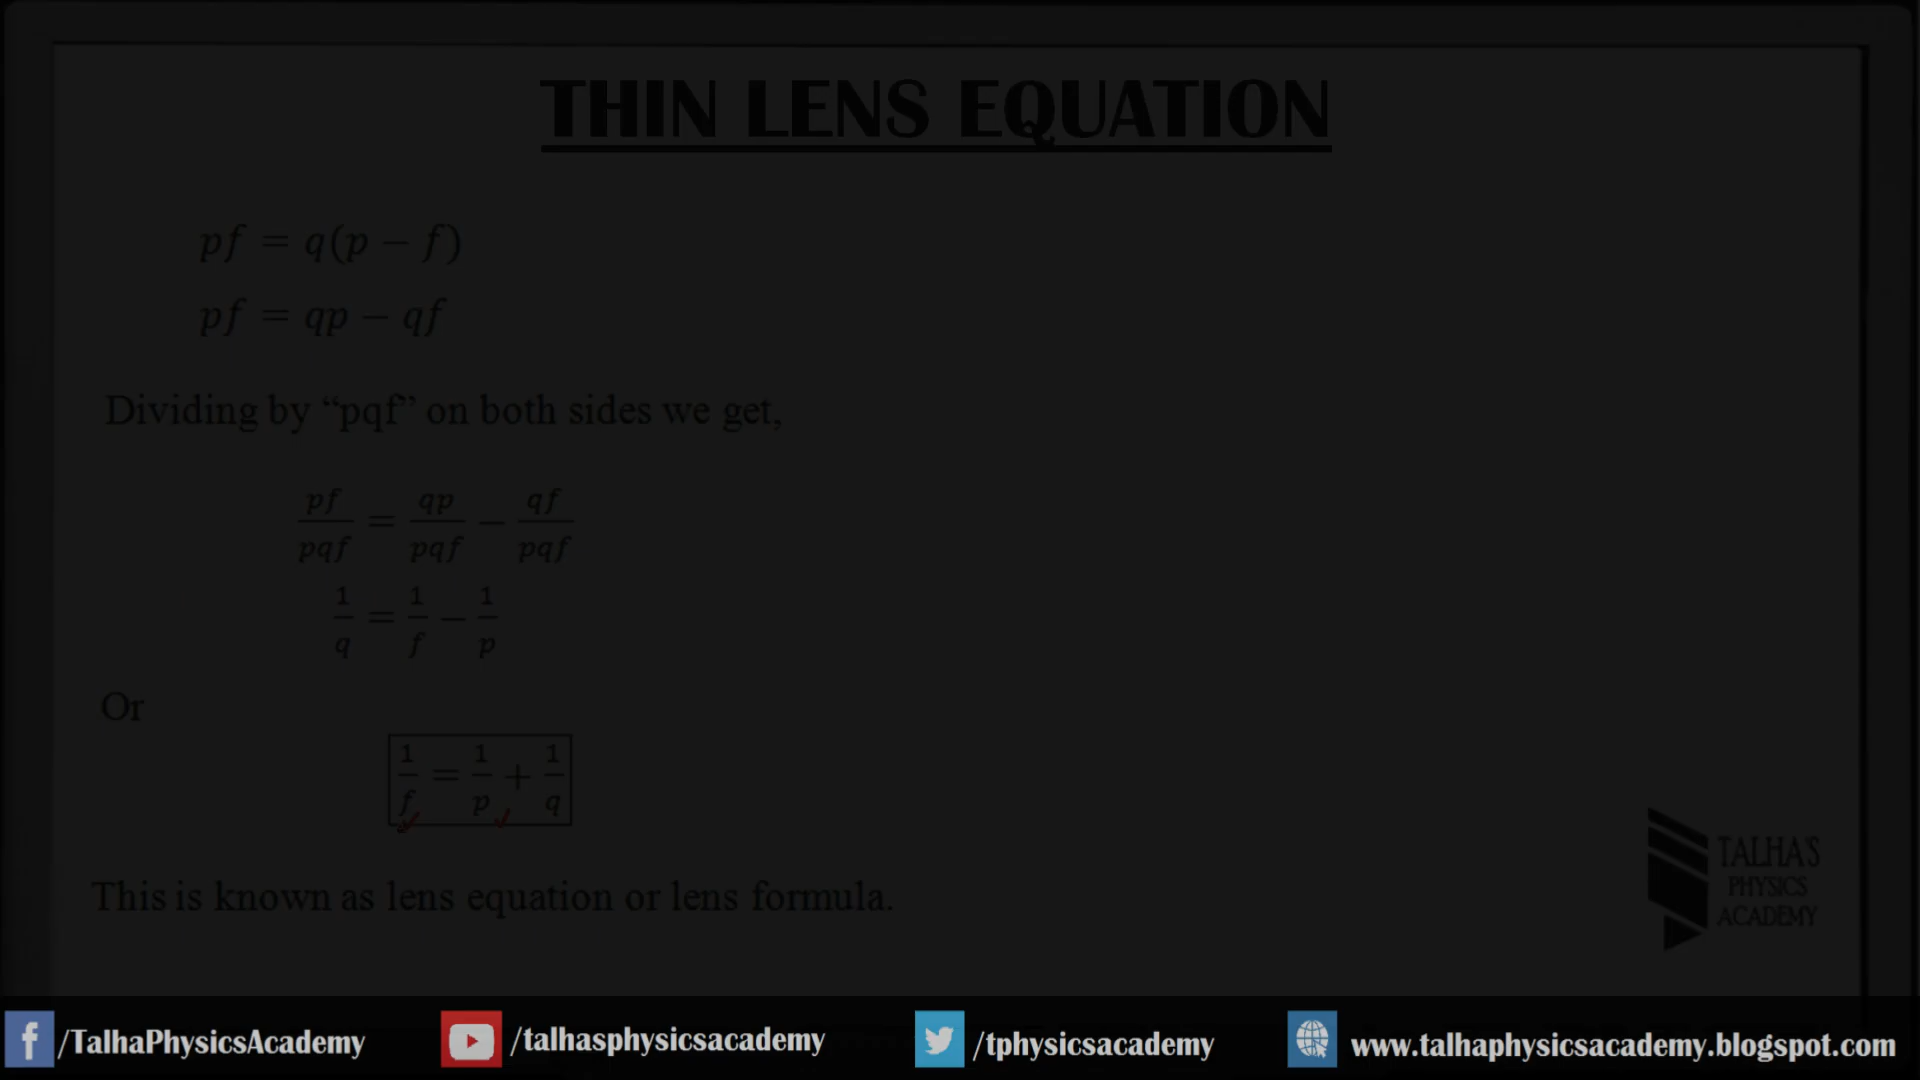 THIN LENS EQUATION
pf = q(p − f)
pf = qp − qf
Dividing by “pqf” on both sides we get,
pf/pqf = qp/pqf − qf/pqf
1/q = 1/f − 1/p
Or
1/f = 1/p + 1/q
This is known as lens equation or lens formula.
TALHA'S
PHYSICS
ACADEMY
/TalhaPhysicsAcademy
/talhasphysicsacademy
/tphysicsacademy
www.talhaphysicsacademy.blogspot.com